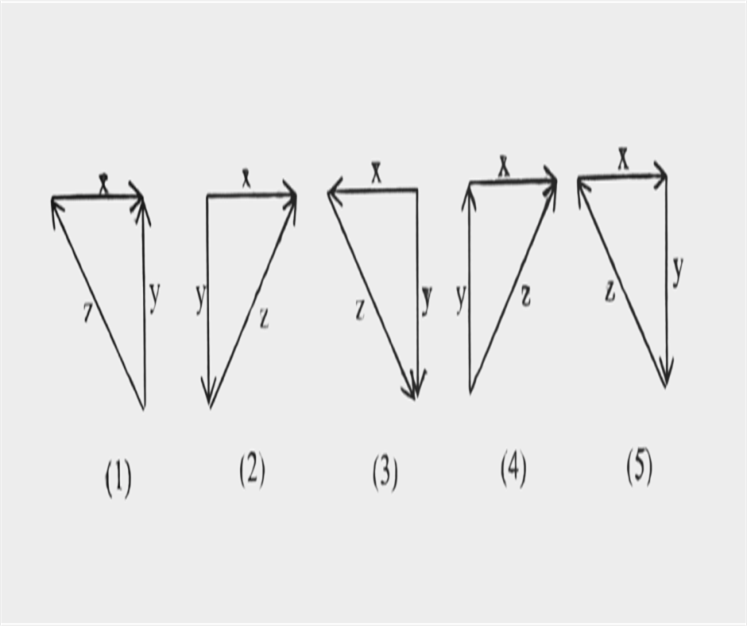 x x x x x
z y y z z y y z z y
(1) (2) (3) (4) (5)